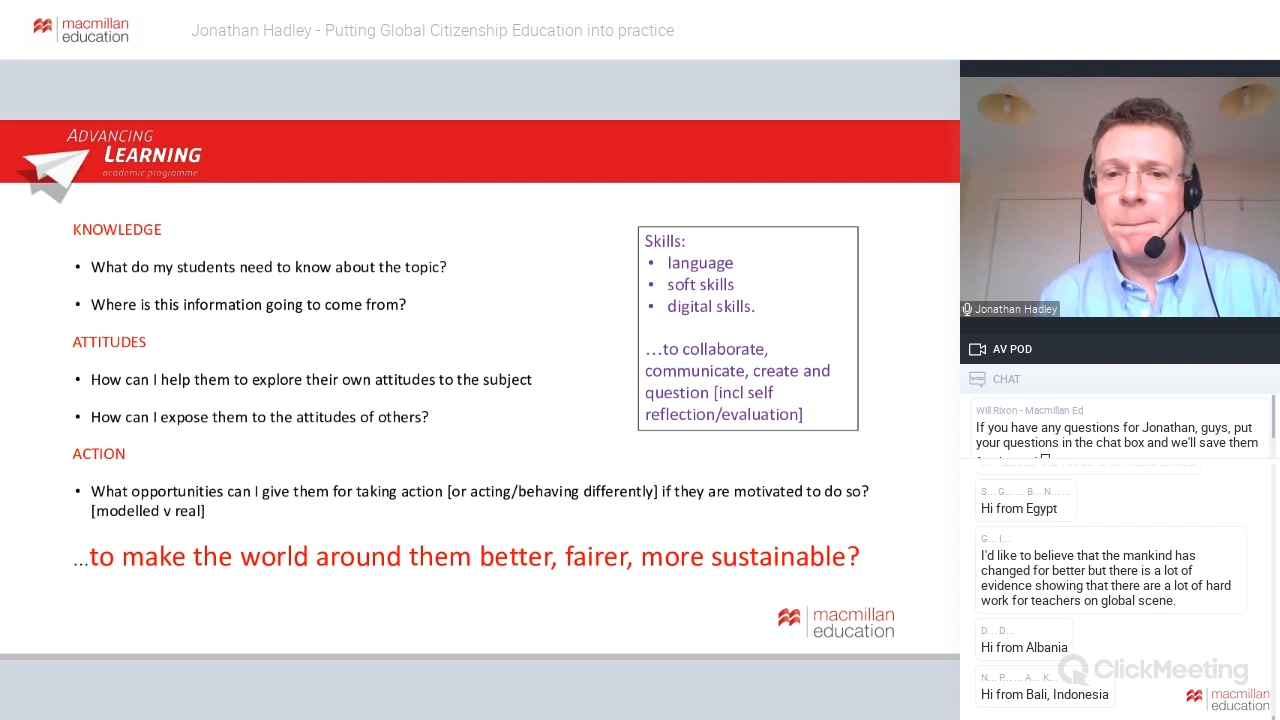 macmillan
education
Jonathan Hadley - Putting Global Citizenship Education into practice
ADVANCING
LEARNING
academic programme
KNOWLEDGE
• What do my students need to know about the topic?
• Where is this information going to come from?
ATTITUDES
• How can I help them to explore their own attitudes to the subject
• How can I expose them to the attitudes of others?
ACTION
• What opportunities can I give them for taking action [or acting/behaving differently] if they are motivated to do so?
[modelled v real]
...to make the world around them better, fairer, more sustainable?
Skills:
• language
• soft skills
• digital skills.
...to collaborate,
communicate, create and
question [incl self
reflection/evaluation]
macmillan
education
Jonathan Hadley
AV POD
CHAT
Will Rixon - Macmillan Ed
If you have any questions for Jonathan, guys, put
your questions in the chat box and we'll save them
S... G... ... B... N... ...
Hi from Egypt
G... I...
I'd like to believe that the mankind has
changed for better but there is a lot of
evidence showing that there are a lot of hard
work for teachers on global scene.
D... D...
Hi from Albania
N... P... ... A... K...
Hi from Bali, Indonesia
ClickMeeting
macmillan
education